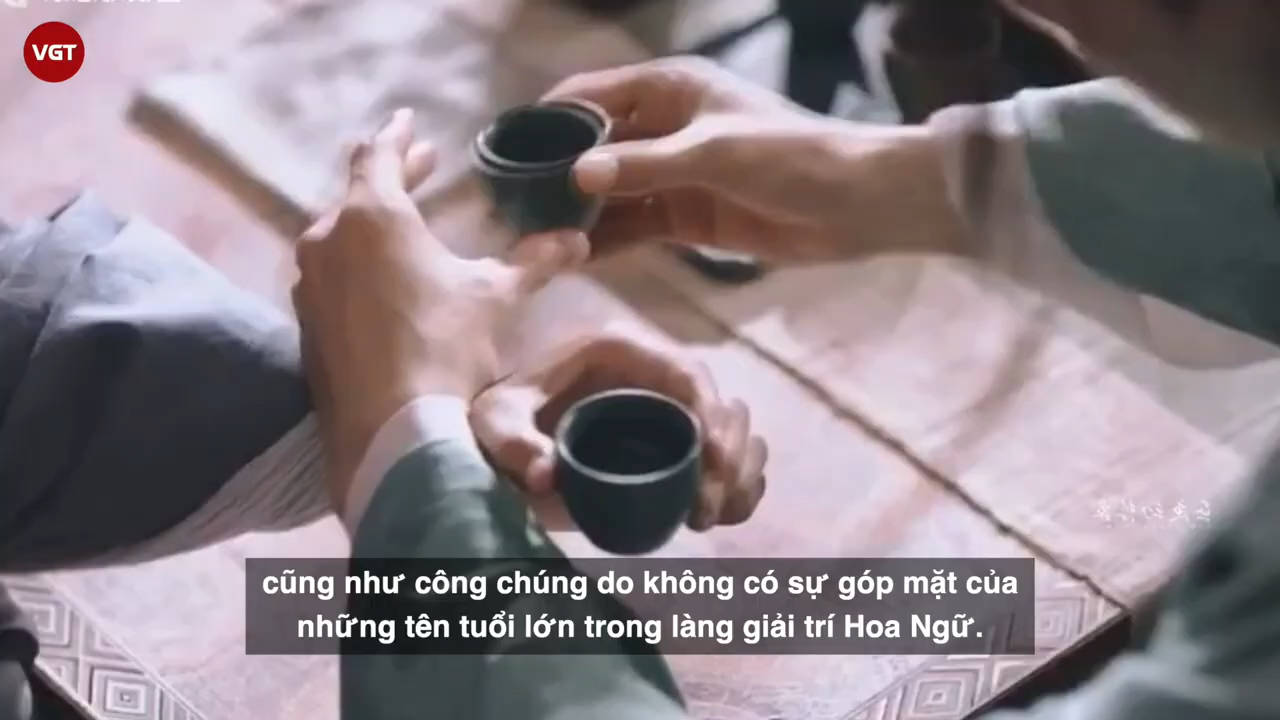 VGT
cũng như công chúng do không có sự góp mặt của
những tên tuổi lớn trong làng giải trí Hoa Ngữ.